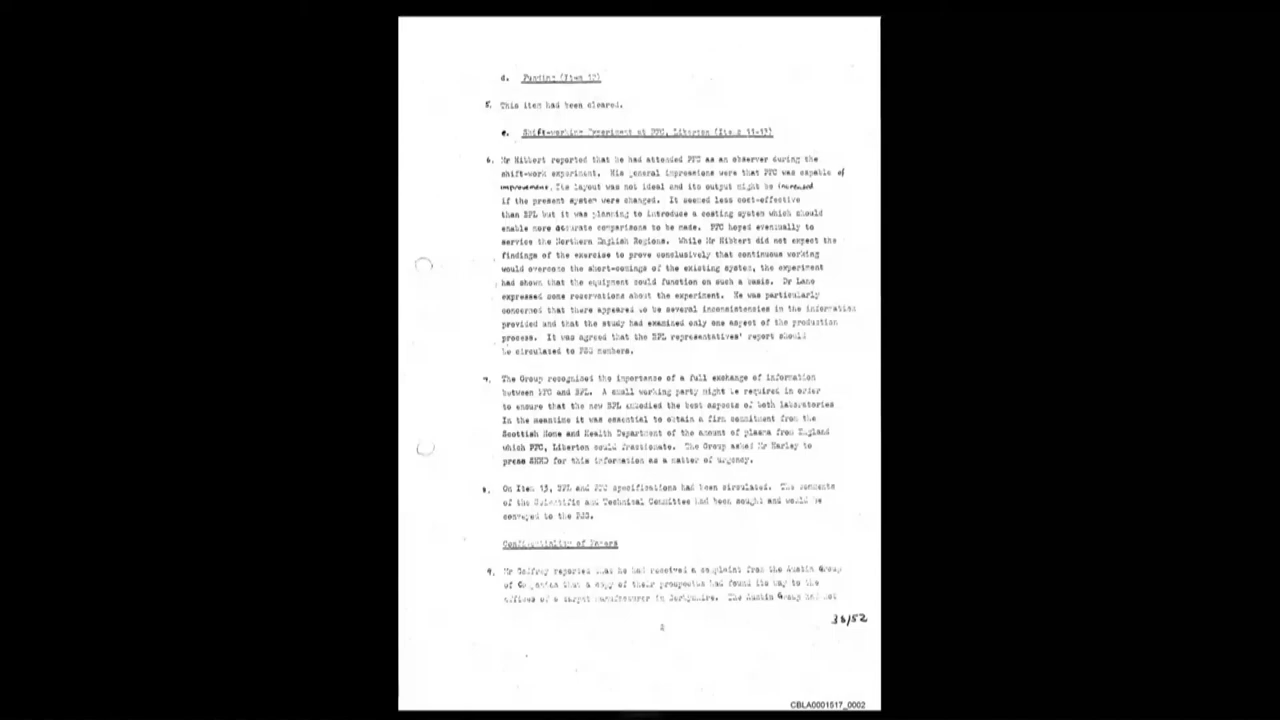 d. Funding (Item 10)
5. This item had been cleared.
e. Shift-working Experiment at PFC, Liberton (Items 11-13)
6. Mr Hibbert reported that he had attended PFC as an observer during the
shift-work experiment. His general impressions were that PFC was capable of
improvement. Its layout was not ideal and its output might be increased
if the present system were changed. It seemed less cost-effective
than BPL but it was planning to introduce a costing system which should
enable more accurate comparisons to be made. PFC hoped eventually to
service the Northern English Regions. While Mr Hibbert did not expect the
findings of the exercise to prove conclusively that continuous working
would overcome the short-comings of the existing system, the experiment
had shown that the equipment could function on such a basis. Dr Lane
expressed some reservations about the experiment. He was particularly
concerned that there appeared to be several inconsistencies in the information
provided and that the study had examined only one aspect of the production
process. It was agreed that the BPL representatives' report should
be circulated to PSG members.
7. The Group recognised the importance of a full exchange of information
between PFC and BPL. A small working party might be required in order
to ensure that the new BPL embodied the best aspects of both laboratories
In the meantime it was essential to obtain a firm commitment from the
Scottish Home and Health Department of the amount of plasma from England
which PFC, Liberton could fractionate. The Group asked Mr Harley to
press SHHD for this information as a matter of urgency.
8. On Item 13, BPL and PFC specifications had been circulated. The comments
of the Scientific and Technical Committee had been sought and would be
conveyed to the PSG.
Confidentiality of Papers
9. Mr reported that he had received a complaint from the Austin Group
of Companies that a copy of their prospectus had found its way to the
offices of a carpet manufacturer in Derbyshire. The Austin Group had not
2
38/52
CBLA0001517_0002